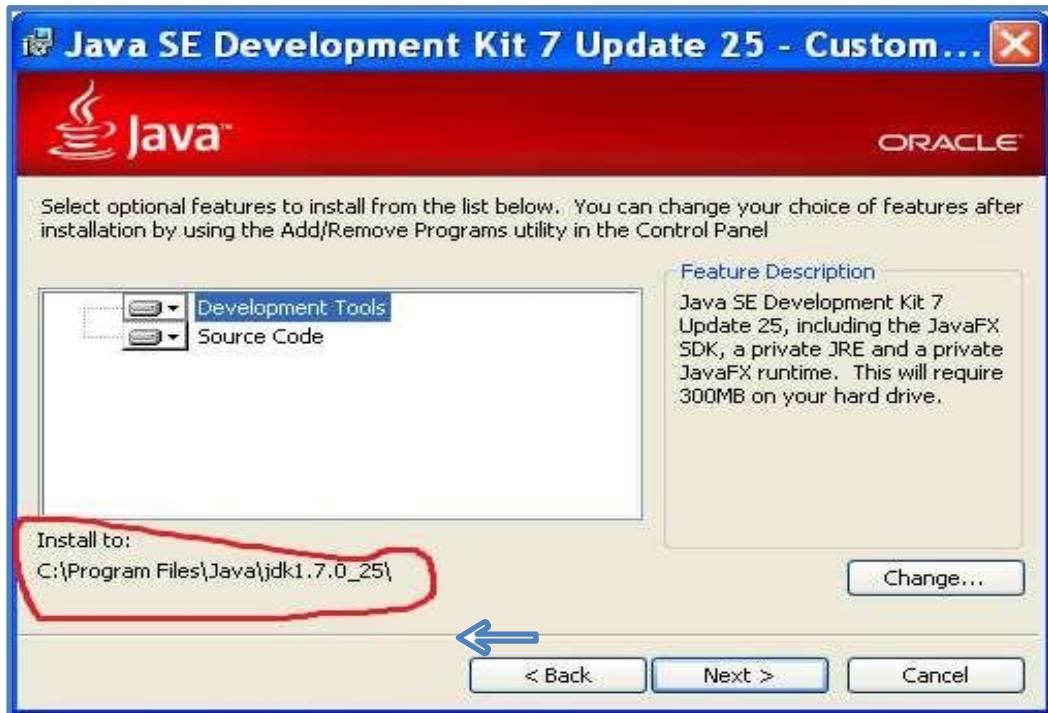 Java SE Development Kit 7 Update 25 - Custom...
Java™
ORACLE
Select optional features to install from the list below. You can change your choice of features after
installation by using the Add/Remove Programs utility in the Control Panel
Development Tools
Source Code
Feature Description
Java SE Development Kit 7
Update 25, including the JavaFX
SDK, a private JRE and a private
JavaFX runtime. This will require
300MB on your hard drive.
Install to:
C:\Program Files\Java\jdk1.7.0_25\
Change...
< Back
Next >
Cancel